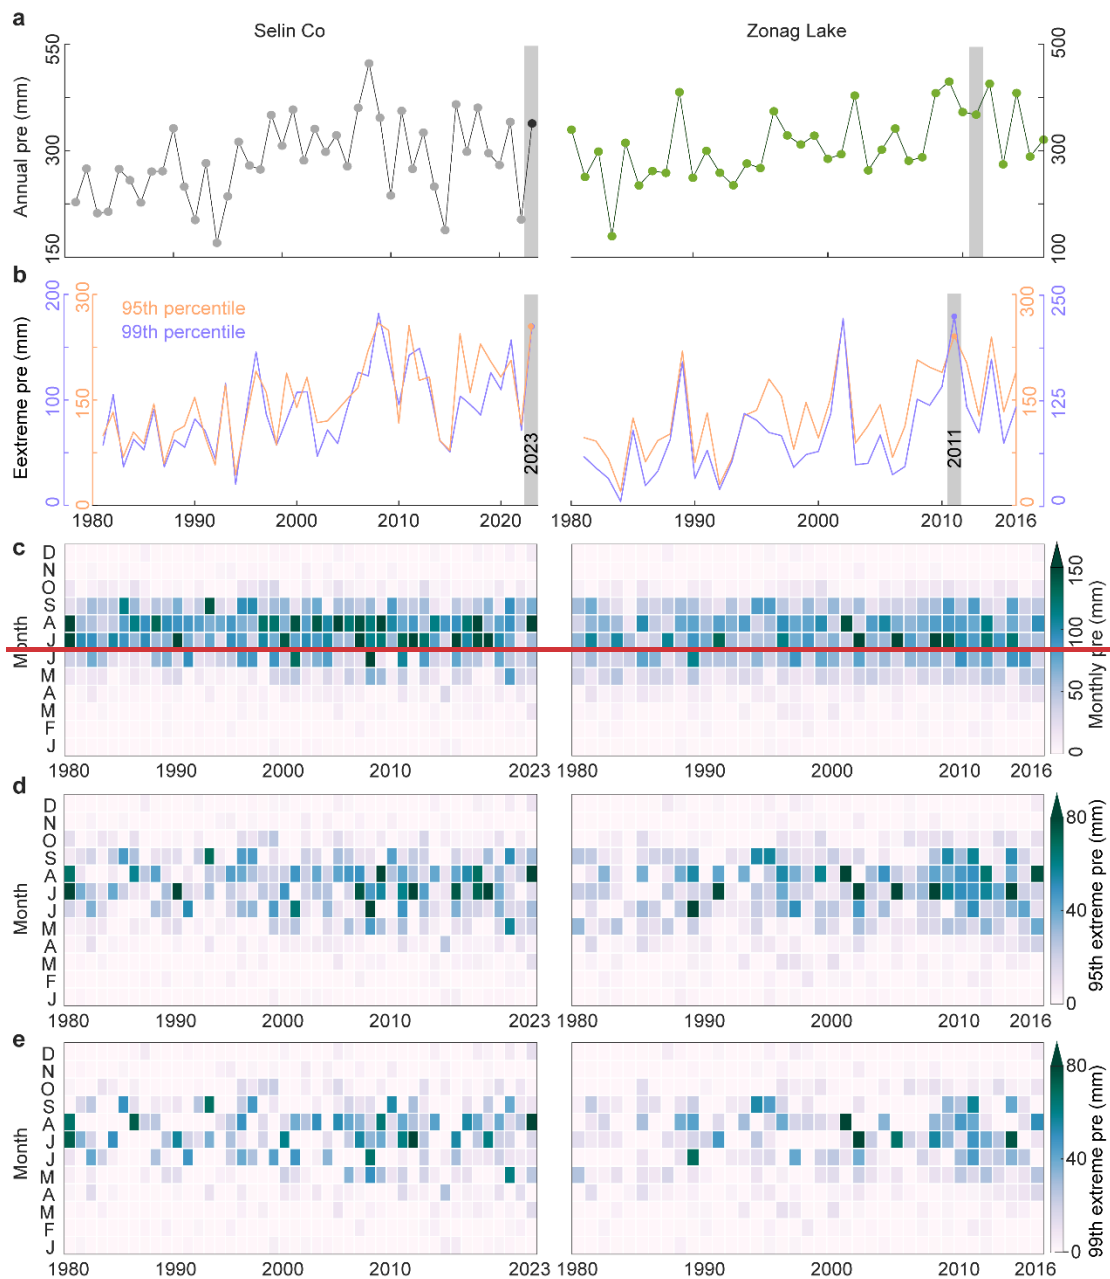 a
Selin Co
Zonag Lake
Annual pre (mm)
550
300
150
500
300
100
b
Eextreme pre (mm)
200
100
0
300
150
0
95th percentile
99th percentile
2023
2011
300
150
0
250
125
0
1980 1990 2000 2010 2020
1980 1990 2000 2010 2016
c
Month
D
N
O
S
A
J
J
M
A
M
F
J
1980 1990 2000 2010 2023
1980 1990 2000 2010 2016
150
100
50
0
Monthly pre (mm)
d
Month
D
N
O
S
A
J
J
M
A
M
F
J
1980 1990 2000 2010 2023
1980 1990 2000 2010 2016
80
40
0
95th extreme pre (mm)
e
Month
D
N
O
S
A
J
J
M
A
M
F
J
1980 1990 2000 2010 2023
1980 1990 2000 2010 2016
80
40
0
99th extreme pre (mm)